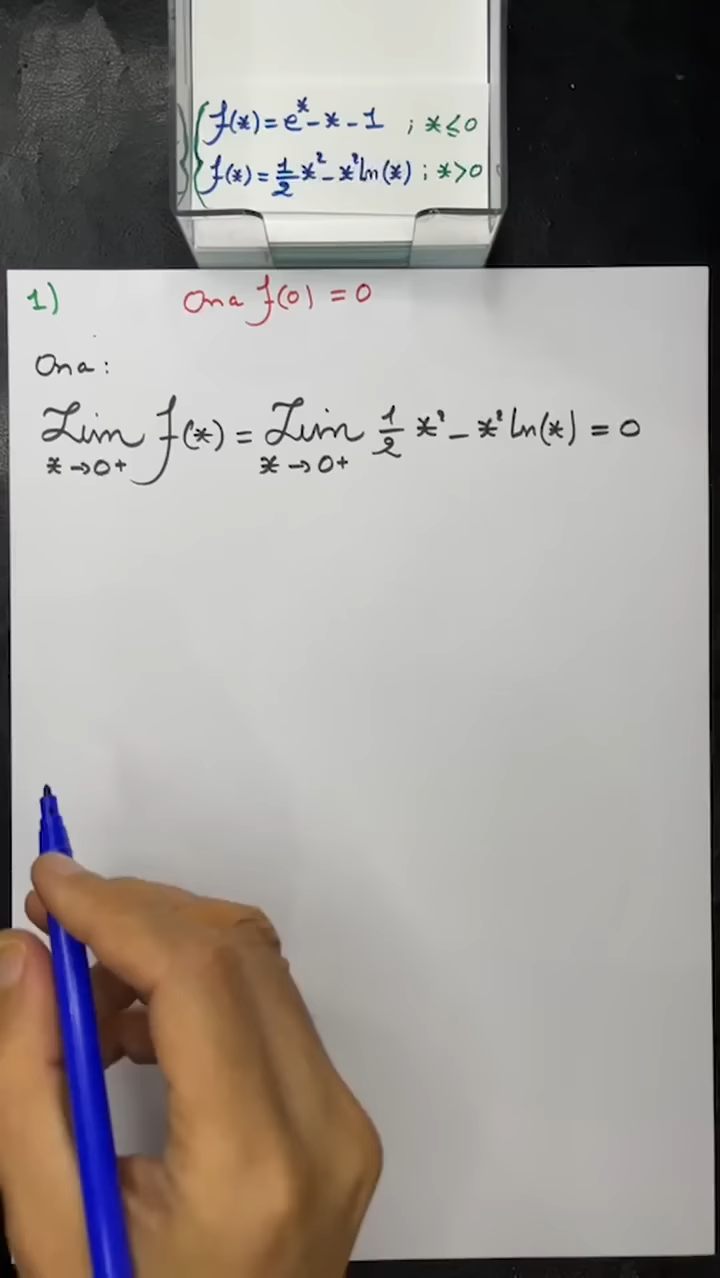 f(x) = e^x - x - 1 ; x ≤ 0
f(x) = 1/2 x² - x² ln(x) ; x > 0
1) On a f(0) = 0
On a :
Lim f(x) = Lim 1/2 x² - x² ln(x) = 0
x → 0+ x → 0+